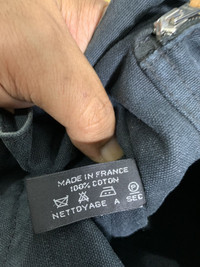 MADE IN FRANCE
100% COTON
P
NETTOYAGE A SEC